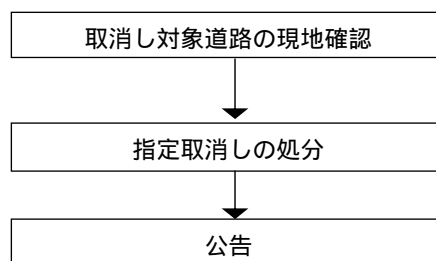 取消し対象道路の現地確認
指定取消しの処分
公告